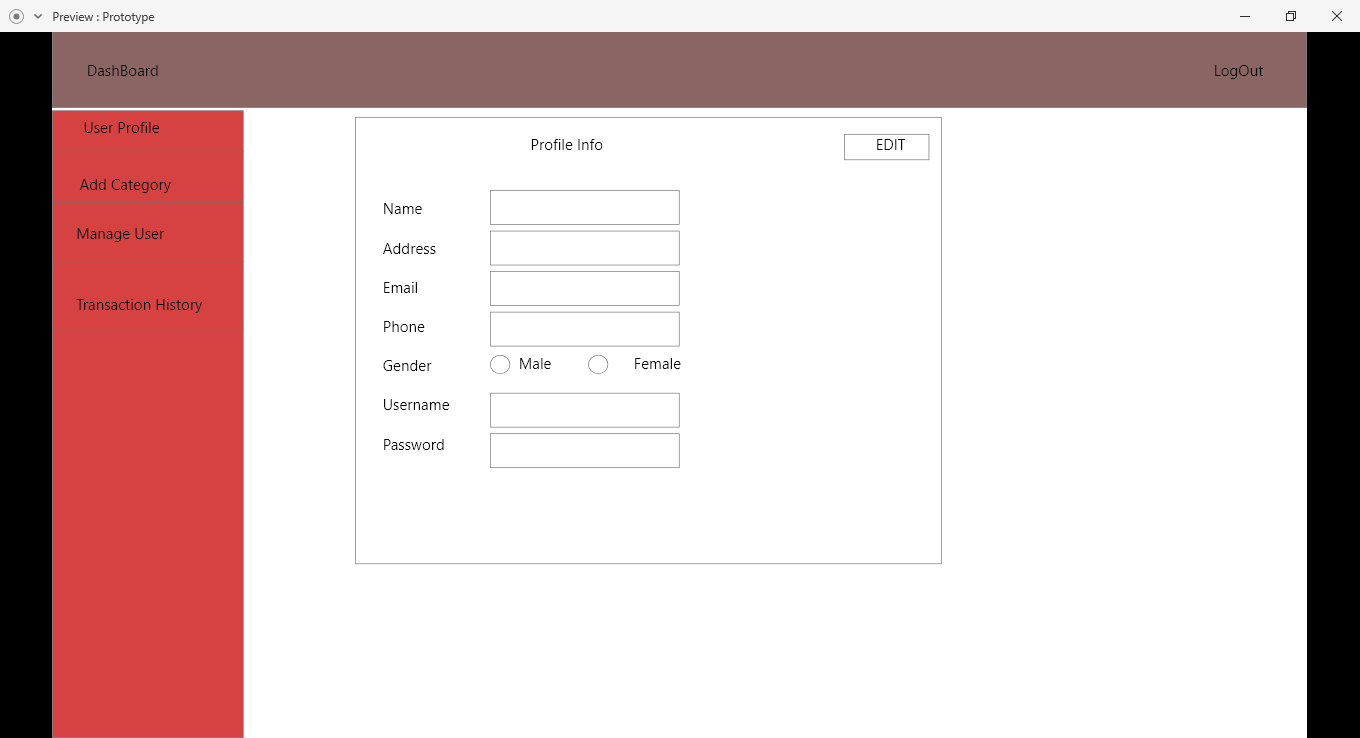 Preview : Prototype
DashBoard
LogOut
User Profile
Add Category
Manage User
Transaction History
Profile Info
EDIT
Name
Address
Email
Phone
Gender Male Female
Username
Password